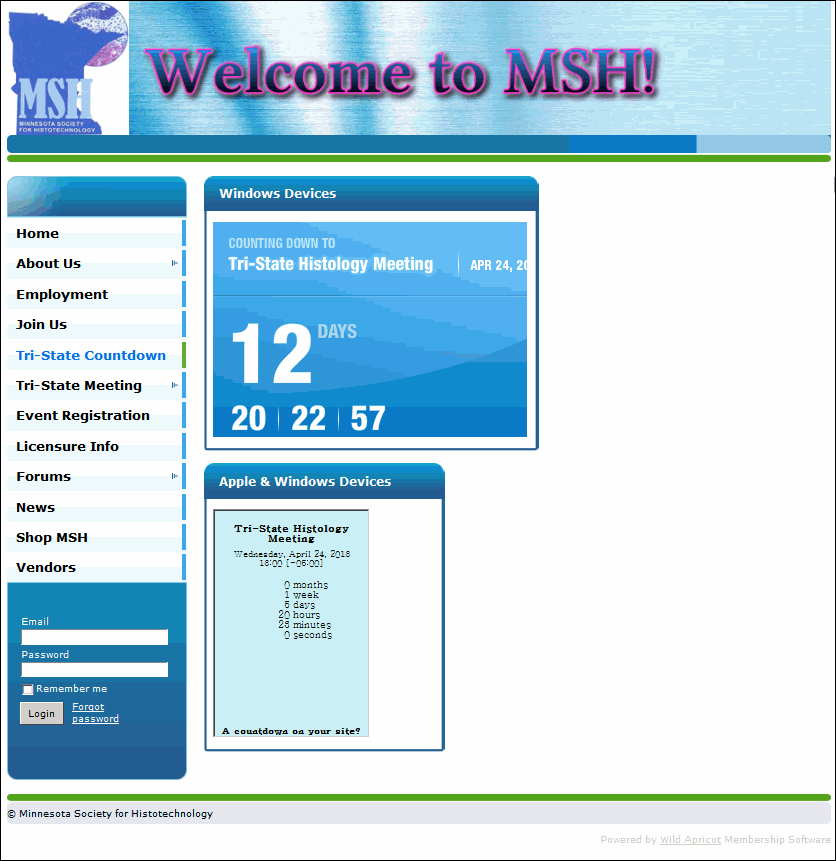 Welcome to MSH!
MSH
MINNESOTA SOCIETY
FOR HISTOTECHNOLOGY
Home
About Us
Employment
Join Us
Tri-State Countdown
Tri-State Meeting
Event Registration
Licensure Info
Forums
News
Shop MSH
Vendors
Email
Password
Remember me
Login
Forgot
password
Windows Devices
COUNTING DOWN TO
Tri-State Histology Meeting
APR 24, 20
12 DAYS
20 22 57
Apple & Windows Devices
Tri-State Histology
Meeting
Wednesday, April 24, 2013
18:00 [-05:00]
0 months
1 week
5 days
20 hours
23 minutes
0 seconds
A countdown on your site?
© Minnesota Society for Histotechnology
Powered by Wild Apricot Membership Software